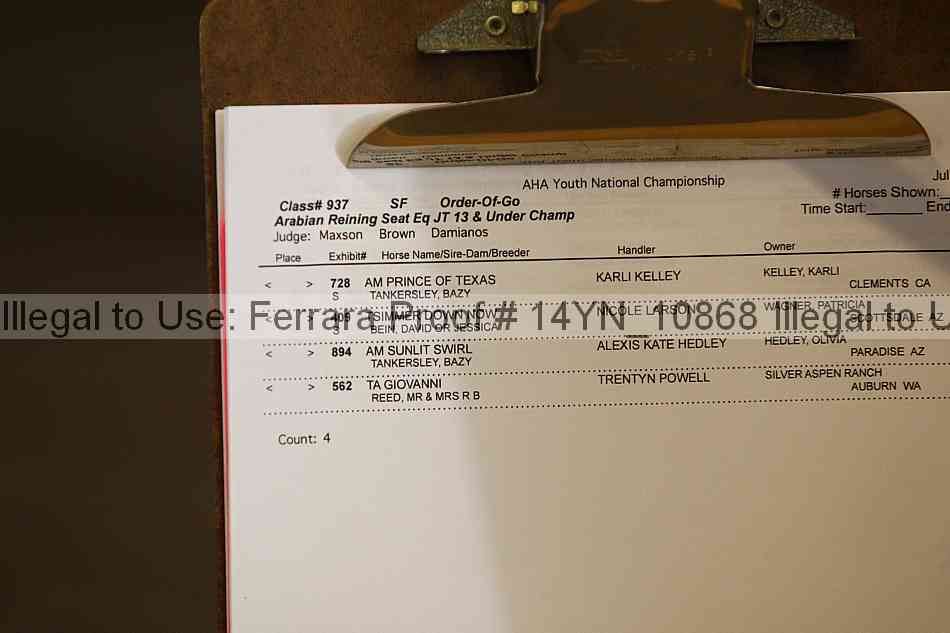 AHA Youth National Championship
Jul
Class# 937 SF Order-Of-Go
# Horses Shown:
Arabian Reining Seat Eq JT 13 & Under Champ
Time Start:______ End
Judge: Maxson Brown Damianos
Place Exhibit# Horse Name/Sire-Dam/Breeder Handler Owner
< > 728 AM PRINCE OF TEXAS KARLI KELLEY KELLEY, KARLI
S TANKERSLEY, BAZY CLEMENTS CA
< > 409 TSIMMER DOWN NOW NICOLE LARSON WAGNER, PATRICIA
BEIN, DAVID OR JESSICA SCOTTSDALE AZ
Illegal to Use: Ferrara Proof # 14YN_10868 Illegal to U
< > 894 AM SUNLIT SWIRL ALEXIS KATE HEDLEY HEDLEY, OLIVIA
TANKERSLEY, BAZY PARADISE AZ
< > 562 TA GIOVANNI TRENTYN POWELL SILVER ASPEN RANCH
REED, MR & MRS R B AUBURN WA
Count: 4